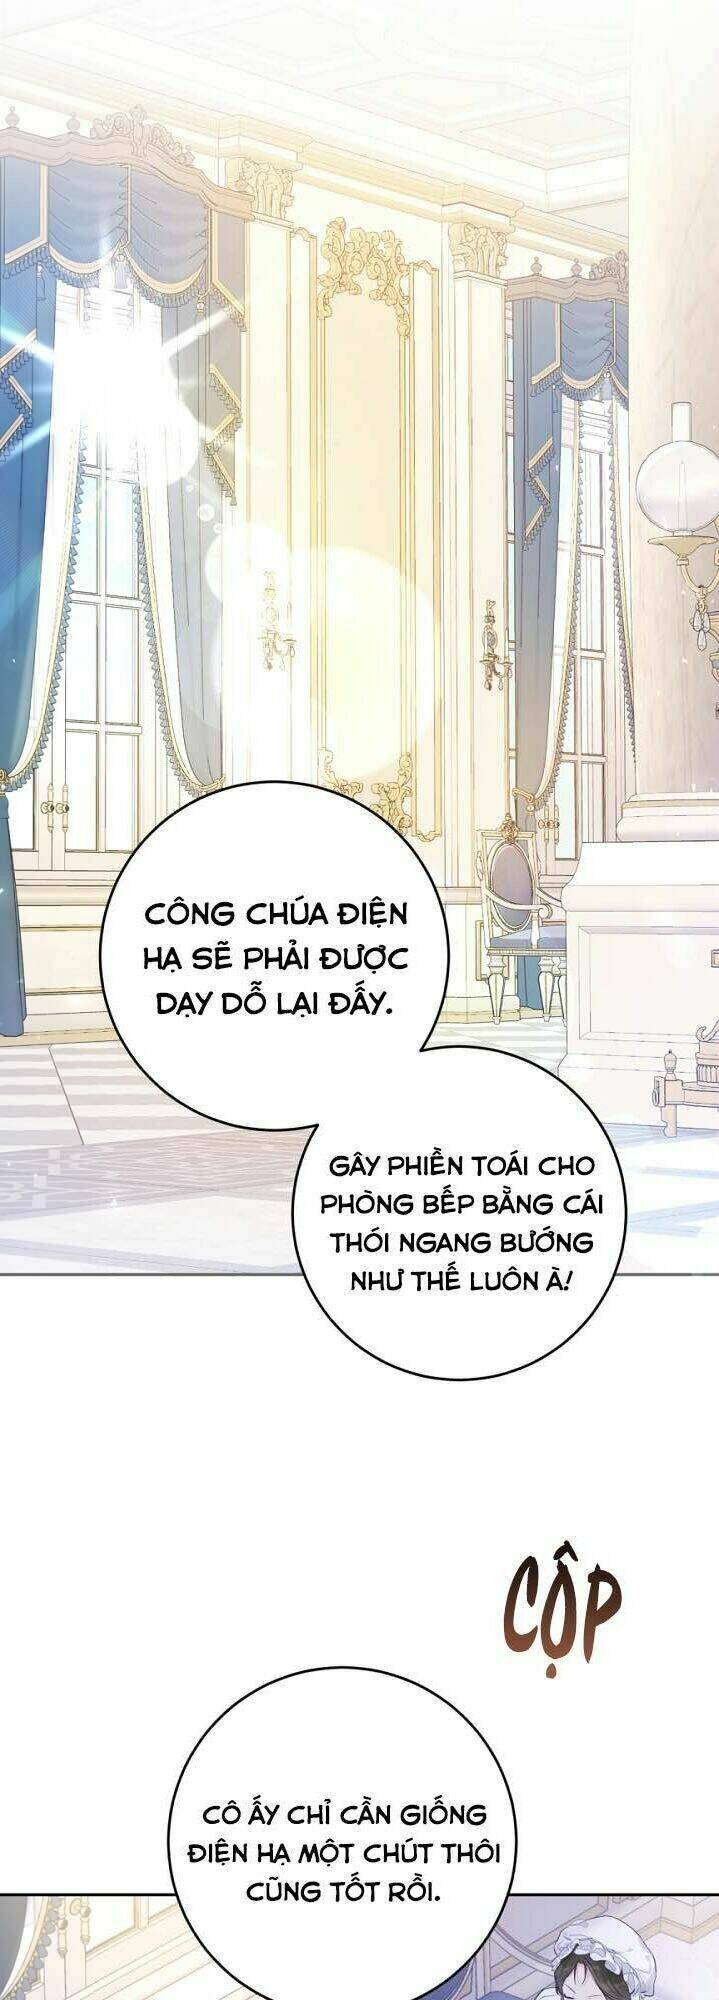 CÔNG CHÚA ĐIỆN
HẠ SẼ PHẢI ĐƯỢC
DẠY DỖ LẠI ĐẤY.
GÂY PHIỀN TOÁI CHO
PHÒNG BẾP BẰNG CÁI
THÓI NGANG BƯỚNG
NHƯ THẾ LUÔN À!
CỘP
CÔ ẤY CHỈ CẦN GIỐNG
ĐIỆN HẠ MỘT CHÚT THÔI
CŨNG TỐT RỒI.